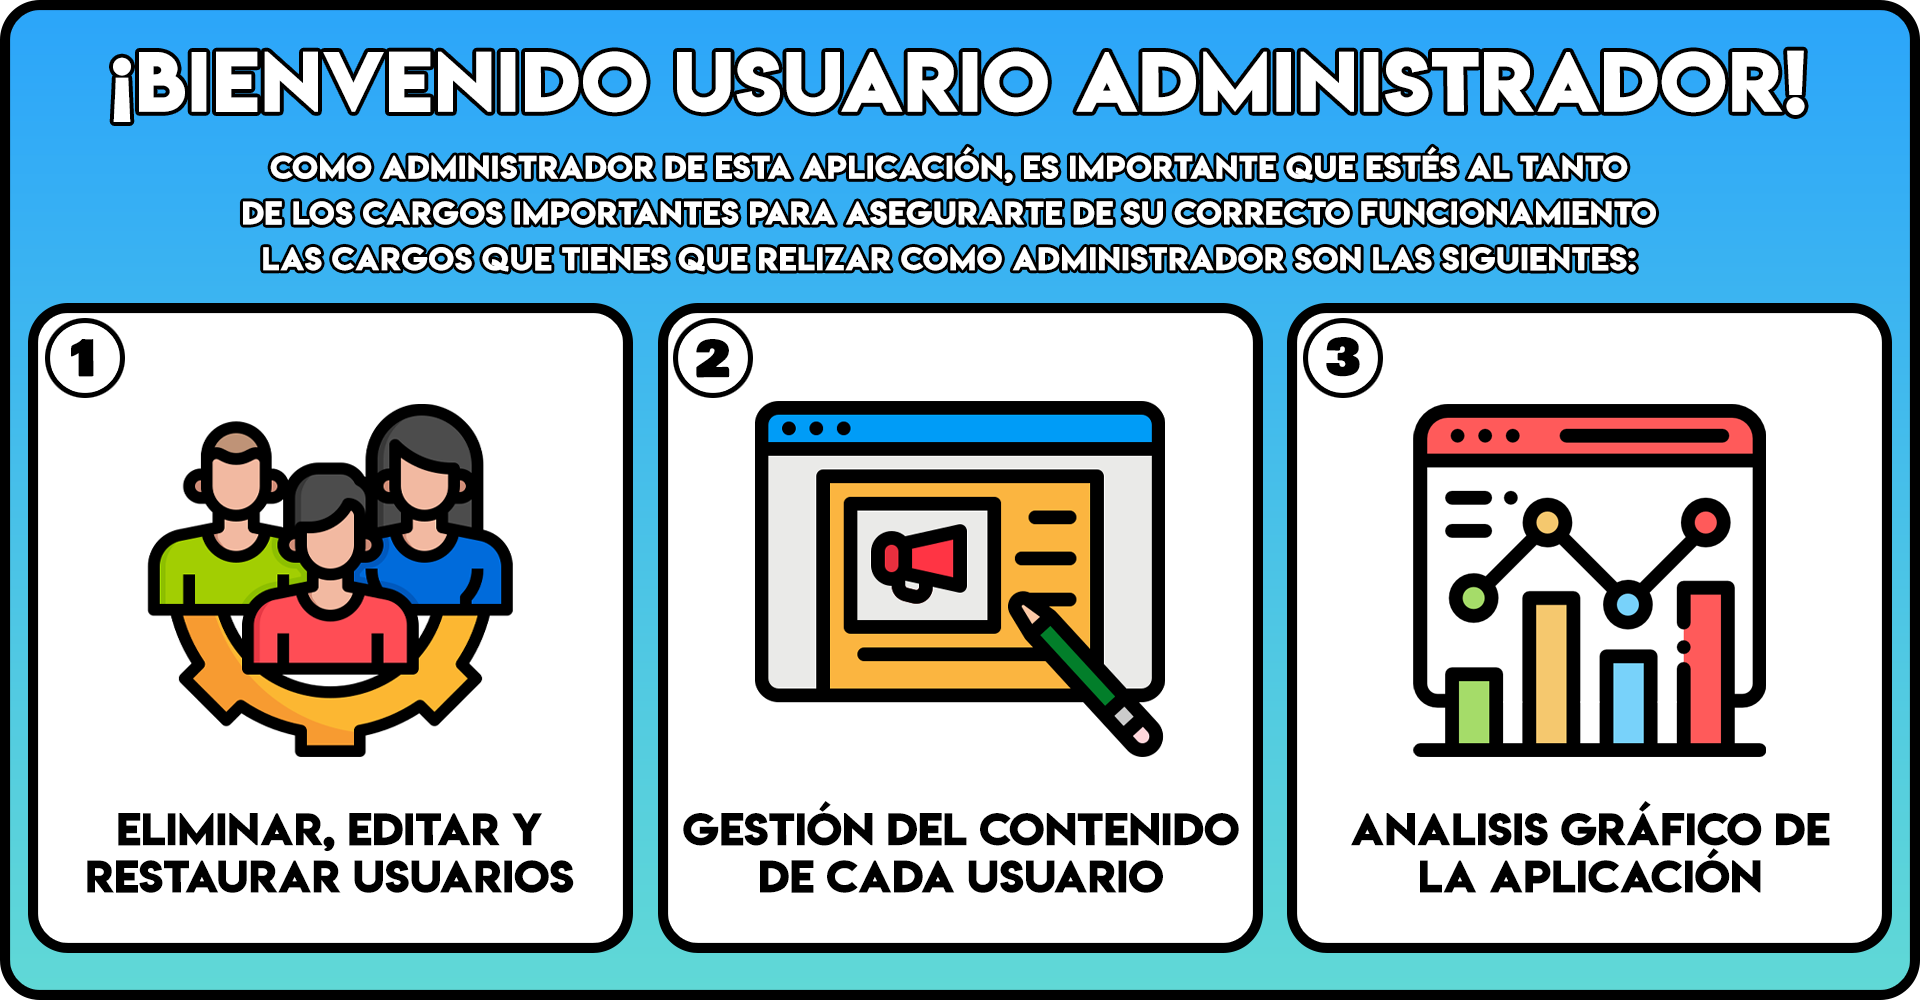 ¡BIENVENIDO USUARIO ADMINISTRADOR!
COMO ADMINISTRADOR DE ESTA APLICACIÓN, ES IMPORTANTE QUE ESTÉS AL TANTO
DE LOS CARGOS IMPORTANTES PARA ASEGURARTE DE SU CORRECTO FUNCIONAMIENTO
LAS CARGOS QUE TIENES QUE RELIZAR COMO ADMINISTRADOR SON LAS SIGUIENTES:
1
ELIMINAR, EDITAR Y
RESTAURAR USUARIOS
2
GESTIÓN DEL CONTENIDO
DE CADA USUARIO
3
ANALISIS GRÁFICO DE
LA APLICACIÓN